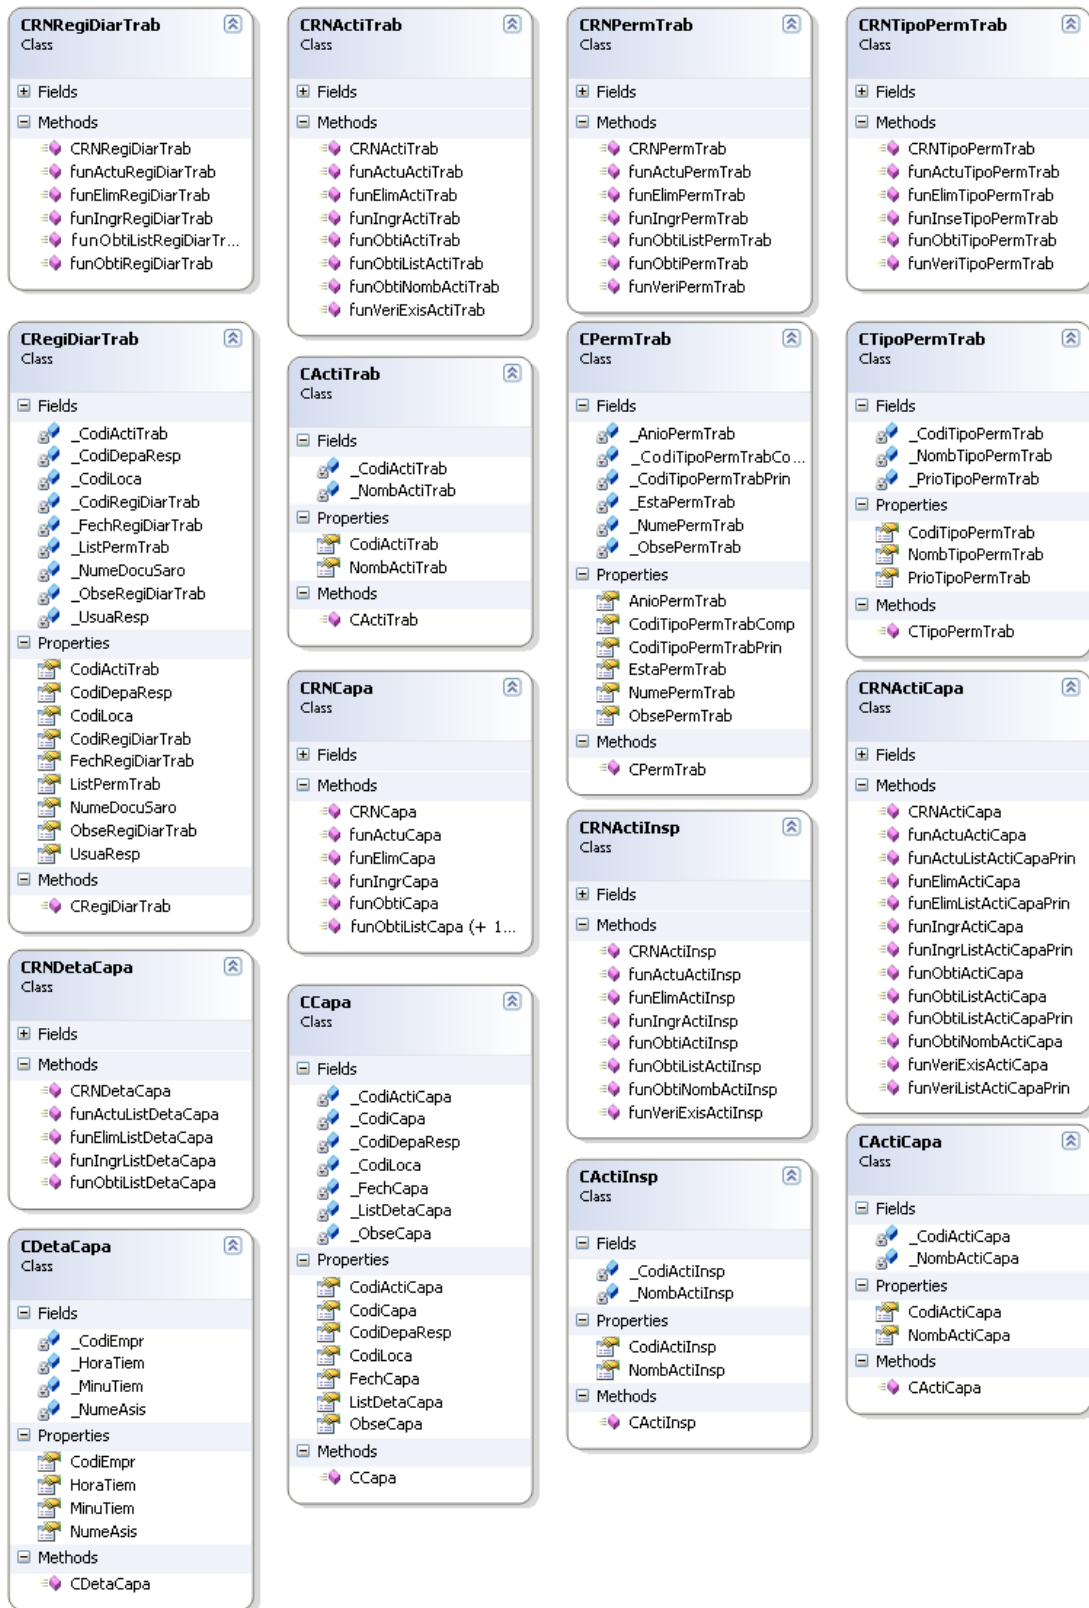 CRNRegiDiarTrab
Class
Fields
Methods
CRNRegiDiarTrab
funActuRegiDiarTrab
funElimRegiDiarTrab
funIngrRegiDiarTrab
funObtiListRegiDiarTr...
funObtiRegiDiarTrab
CRegiDiarTrab
Class
Fields
_CodiActiTrab
_CodiDepaResp
_CodiLoca
_CodiRegiDiarTrab
_FechRegiDiarTrab
_ListPermTrab
_NumeDocuSaro
_ObseRegiDiarTrab
_UsuaResp
Properties
CodiActiTrab
CodiDepaResp
CodiLoca
CodiRegiDiarTrab
FechRegiDiarTrab
ListPermTrab
NumeDocuSaro
ObseRegiDiarTrab
UsuaResp
Methods
CRegiDiarTrab
CRNDetaCapa
Class
Fields
Methods
CRNDetaCapa
funActuListDetaCapa
funElimListDetaCapa
funIngrListDetaCapa
funObtiListDetaCapa
CDetaCapa
Class
Fields
_CodiEmpr
_HoraTiem
_MinuTiem
_NumeAsis
Properties
CodiEmpr
HoraTiem
MinuTiem
NumeAsis
Methods
CDetaCapa
CRNActiTrab
Class
Fields
Methods
CRNActiTrab
funActuActiTrab
funElimActiTrab
funIngrActiTrab
funObtiActiTrab
funObtiListActiTrab
funObtiNombActiTrab
funVeriExisActiTrab
CActiTrab
Class
Fields
_CodiActiTrab
_NombActiTrab
Properties
CodiActiTrab
NombActiTrab
Methods
CActiTrab
CRNCapa
Class
Fields
Methods
CRNCapa
funActuCapa
funElimCapa
funIngrCapa
funObtiCapa
funObtiListCapa (+ 1...
CCapa
Class
Fields
_CodiActiCapa
_CodiCapa
_CodiDepaResp
_CodiLoca
_FechCapa
_ListDetaCapa
_ObseCapa
Properties
CodiActiCapa
CodiCapa
CodiDepaResp
CodiLoca
FechCapa
ListDetaCapa
ObseCapa
Methods
CCapa
CRNPermTrab
Class
Fields
Methods
CRNPermTrab
funActuPermTrab
funElimPermTrab
funIngrPermTrab
funObtiListPermTrab
funObtiPermTrab
funVeriPermTrab
CPermTrab
Class
Fields
_AnioPermTrab
_CodiTipoPermTrabCo...
_CodiTipoPermTrabPrin
_EstaPermTrab
_NumePermTrab
_ObsePermTrab
Properties
AnioPermTrab
CodiTipoPermTrabComp
CodiTipoPermTrabPrin
EstaPermTrab
NumePermTrab
ObsePermTrab
Methods
CPermTrab
CRNActiInsp
Class
Fields
Methods
CRNActiInsp
funActuActiInsp
funElimActiInsp
funIngrActiInsp
funObtiActiInsp
funObtiListActiInsp
funObtiNombActiInsp
funVeriExisActiInsp
CActiInsp
Class
Fields
_CodiActiInsp
_NombActiInsp
Properties
CodiActiInsp
NombActiInsp
Methods
CActiInsp
CRNTipoPermTrab
Class
Fields
Methods
CRNTipoPermTrab
funActuTipoPermTrab
funElimTipoPermTrab
funInseTipoPermTrab
funObtiTipoPermTrab
funVeriTipoPermTrab
CTipoPermTrab
Class
Fields
_CodiTipoPermTrab
_NombTipoPermTrab
_PrioTipoPermTrab
Properties
CodiTipoPermTrab
NombTipoPermTrab
PrioTipoPermTrab
Methods
CTipoPermTrab
CRNActiCapa
Class
Fields
Methods
CRNActiCapa
funActuActiCapa
funActuListActiCapaPrin
funElimActiCapa
funElimListActiCapaPrin
funIngrActiCapa
funIngrListActiCapaPrin
funObtiActiCapa
funObtiListActiCapa
funObtiListActiCapaPrin
funObtiNombActiCapa
funVeriExisActiCapa
funVeriListActiCapaPrin
CActiCapa
Class
Fields
_CodiActiCapa
_NombActiCapa
Properties
CodiActiCapa
NombActiCapa
Methods
CActiCapa